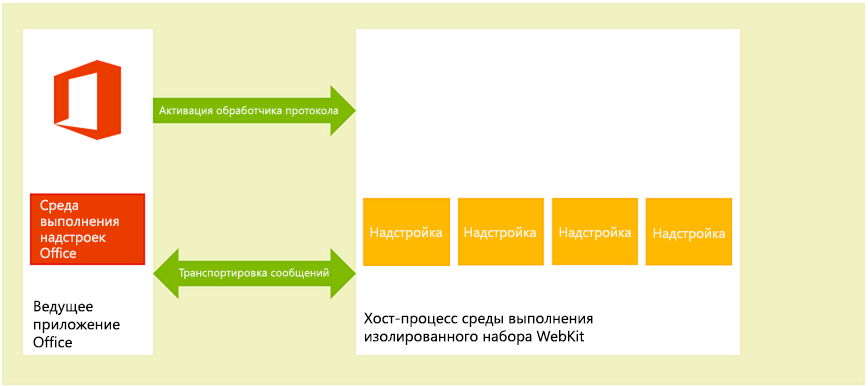 Активация обработчика протокола
Среда
выполнения
надстроек
Office
Надстройка
Надстройка
Надстройка
Надстройка
Транспортировка сообщений
Ведущее
приложение
Office
Хост-процесс среды выполнения
изолированного набора WebKit